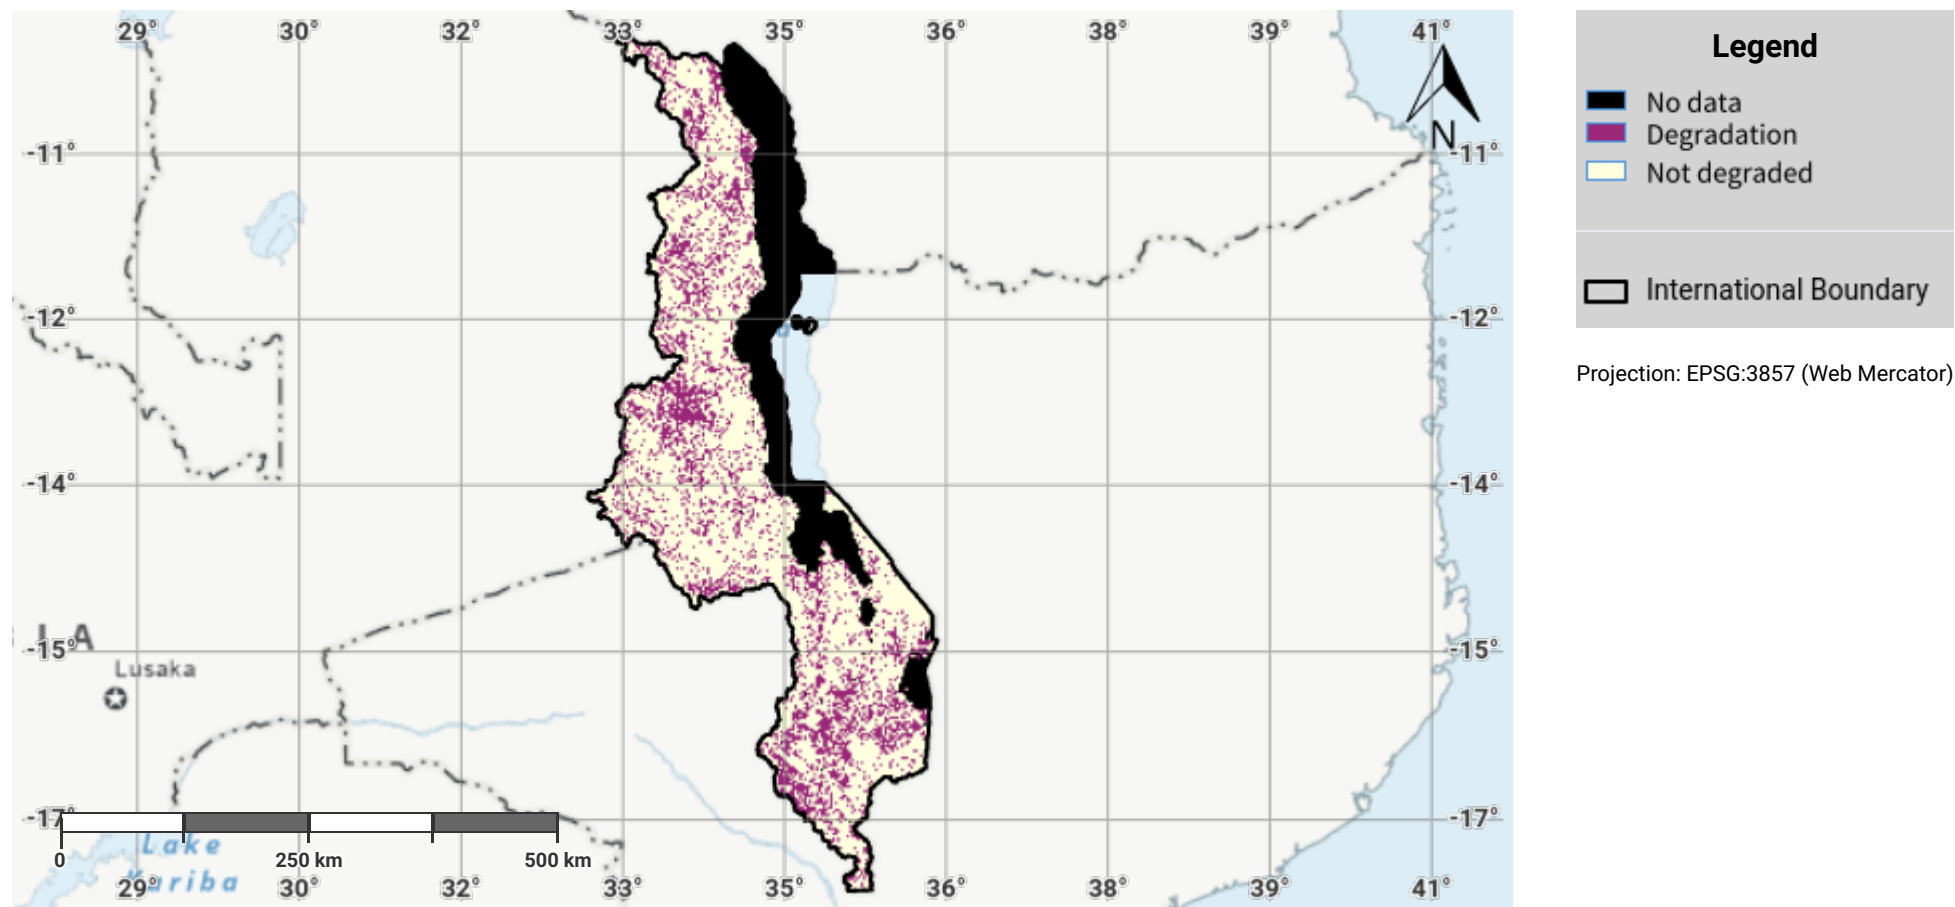 29° 30° 32° 33° 35° 36° 38° 39° 41°
N
-11° -11°
-12° -12°
-14° -14°
LA
-15° -15°
Lusaka
-17° -17°
0 250 km 500 km
Lake
Kariba
29° 30° 32° 33° 35° 36° 38° 39° 41°
Legend
No data
Degradation
Not degraded
International Boundary
Projection: EPSG:3857 (Web Mercator)